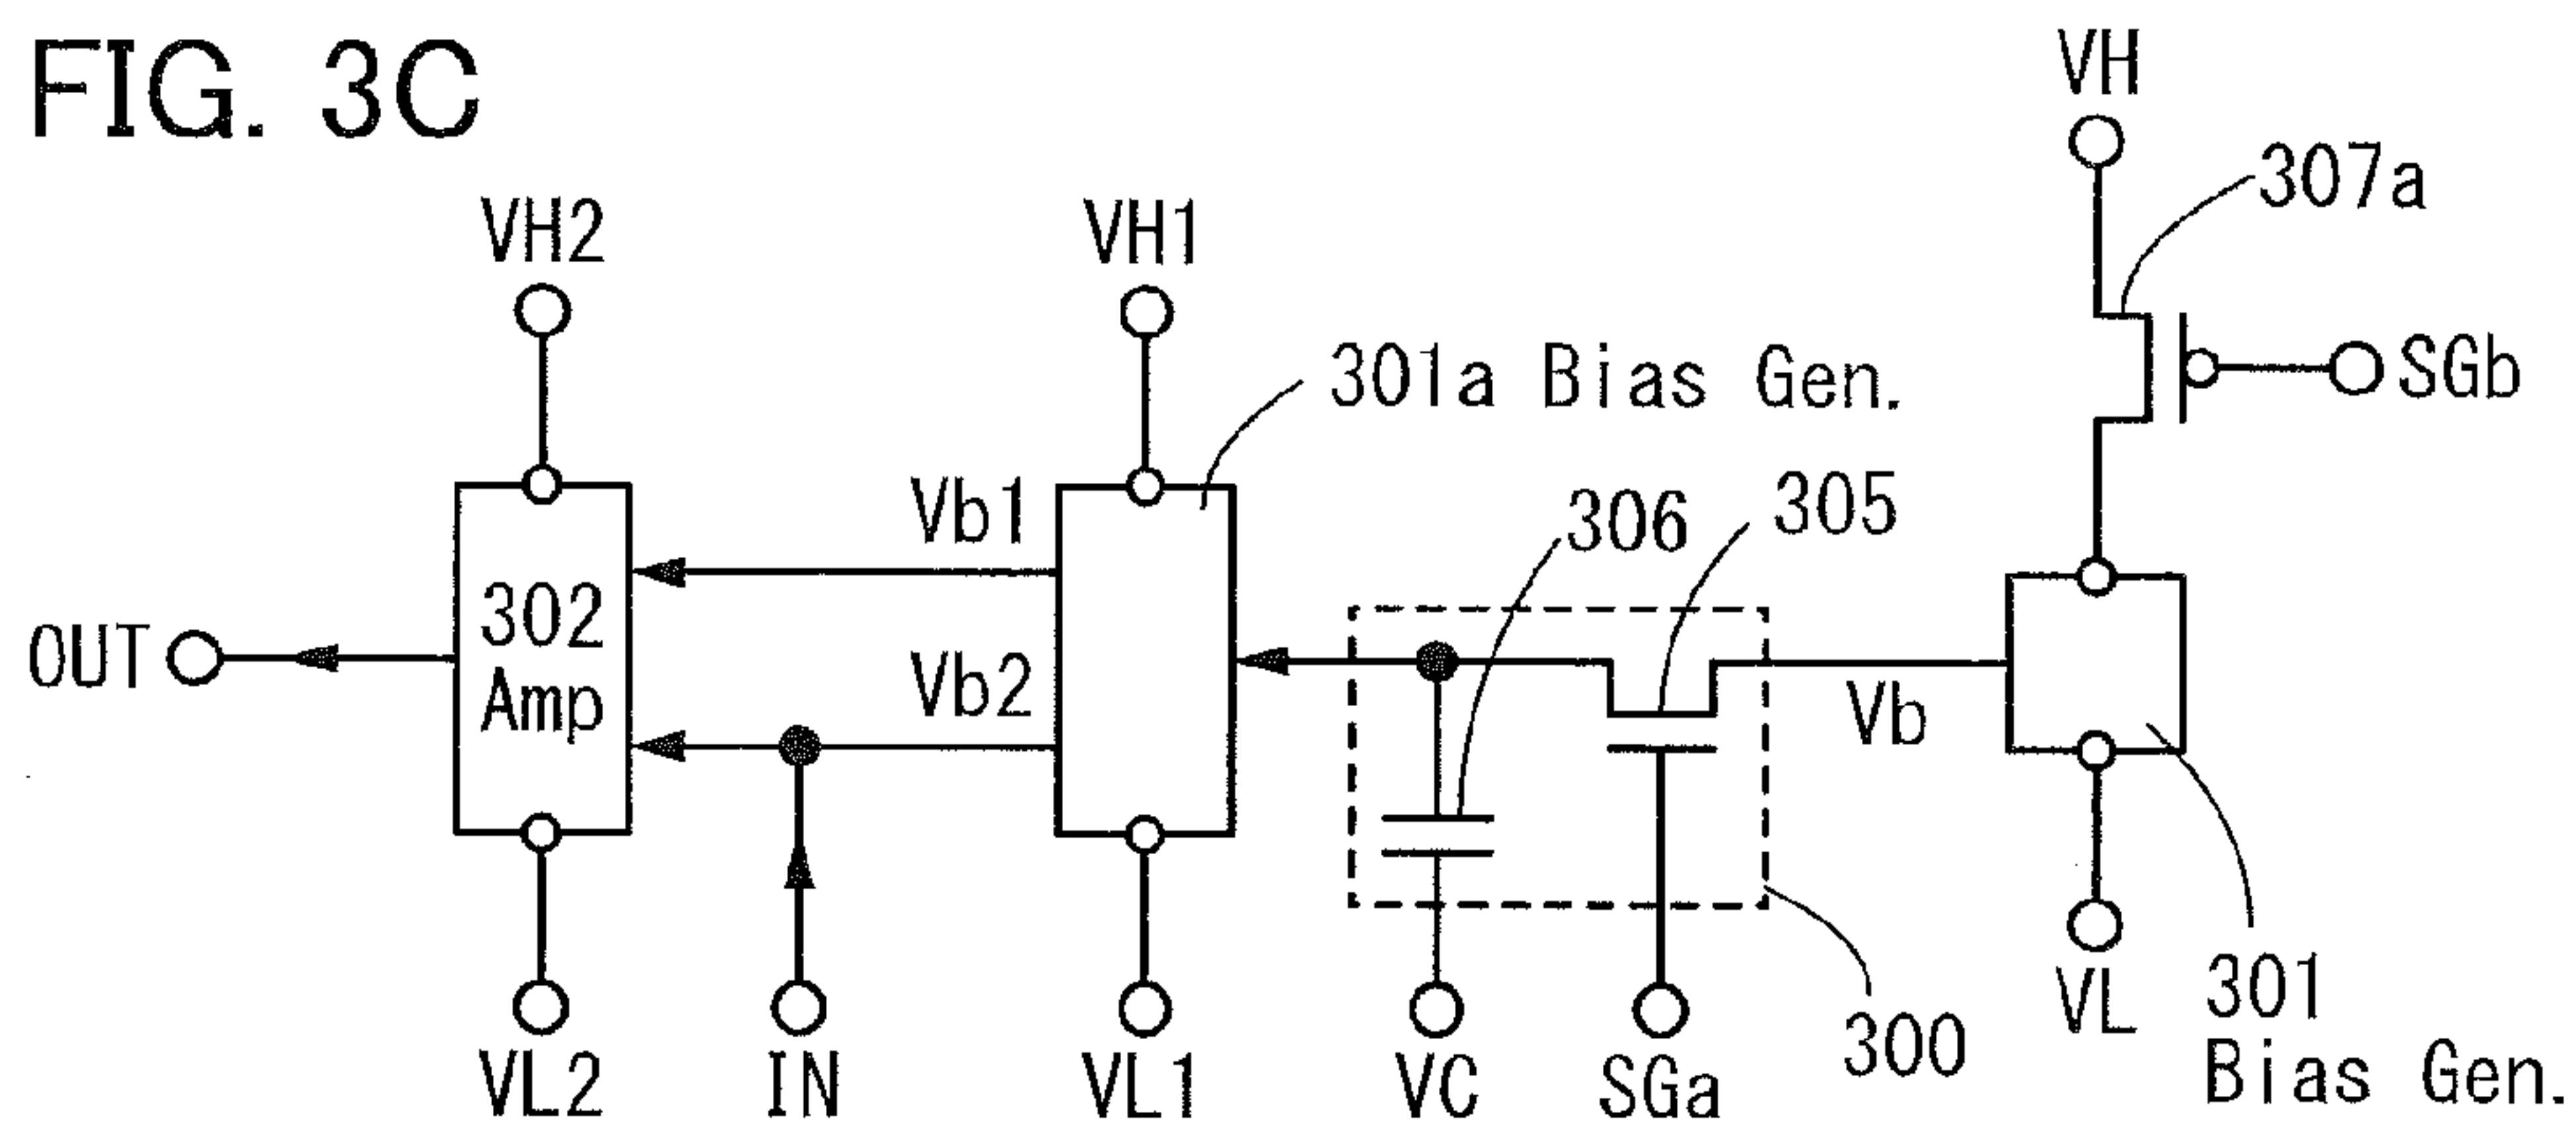 FIG. 3C
VH
307a
VH2
VH1
SGb
301a Bias Gen.
Vb1
306
305
302
Amp
OUT
Vb2
Vb
VL2
IN
VL1
VC
SGa
300
VL
301
Bias Gen.